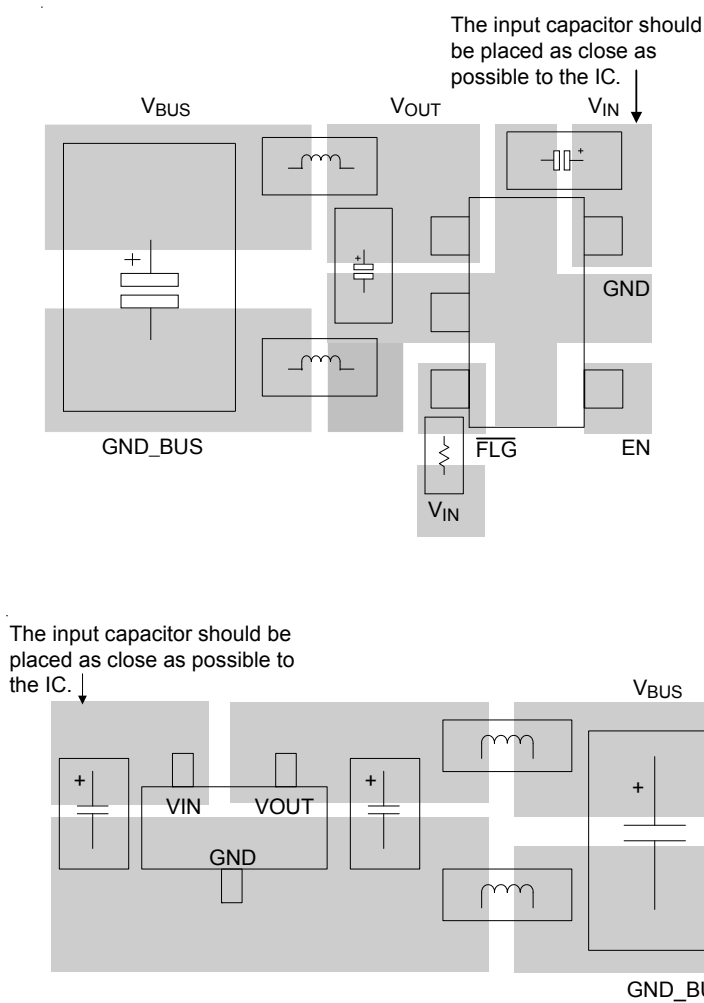 The input capacitor should
be placed as close as
possible to the IC.
VBUS
VOUT
VIN
GND
GND_BUS
FLG
EN
VIN
The input capacitor should be
placed as close as possible to
the IC.
VBUS
VIN
VOUT
GND